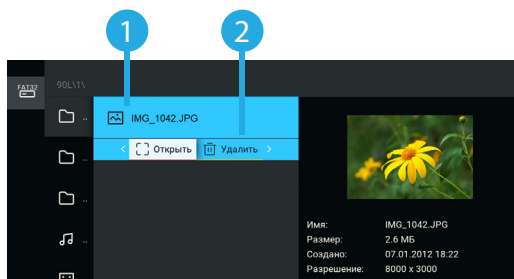 1 2
FAT32
90L\1\
.. IMG_1042.JPG
< Открыть Удалить >
..
..
..
Имя: IMG_1042.JPG
Размер: 2.6 МБ
Создано: 07.01.2012 18:22
Разрешение: 8000 x 3000